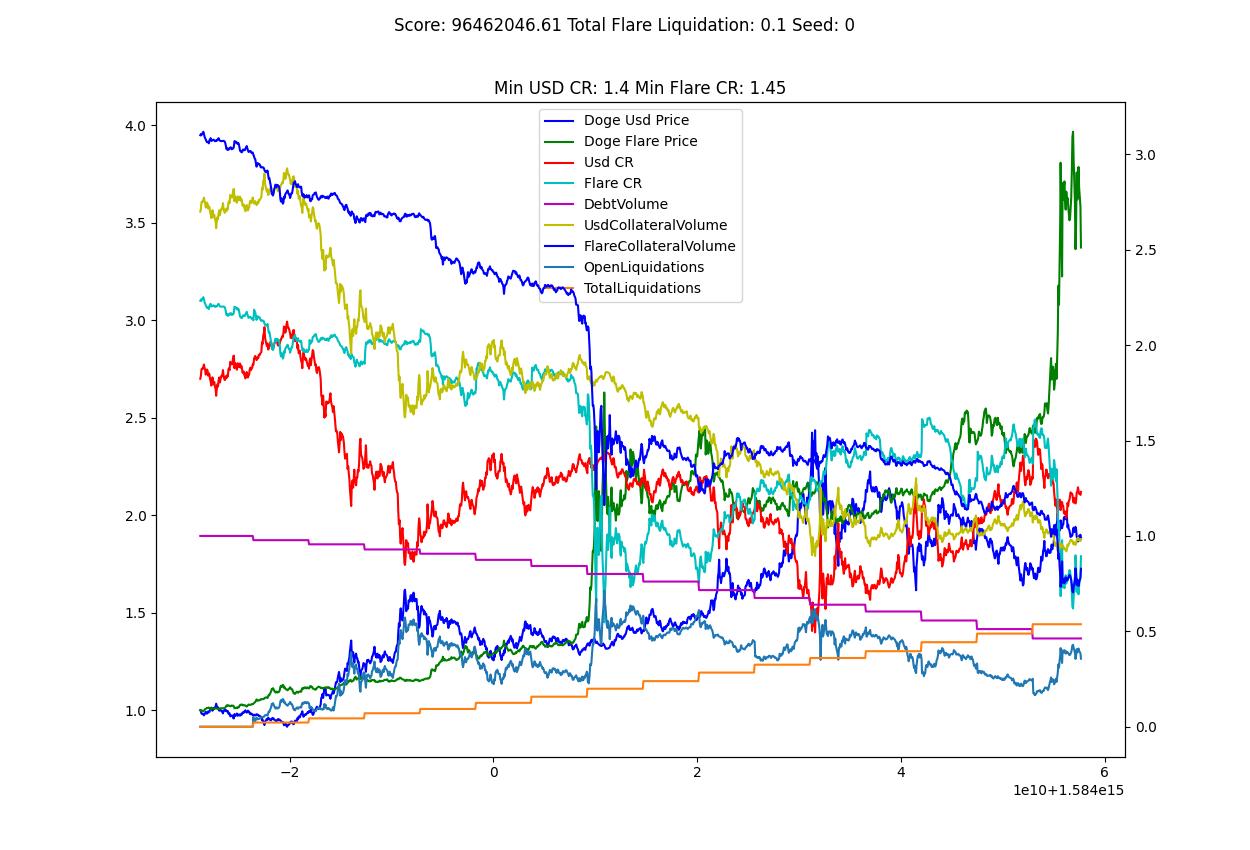 Score: 96462046.61 Total Flare Liquidation: 0.1 Seed: 0
Min USD CR: 1.4 Min Flare CR: 1.45
Doge Usd Price
Doge Flare Price
Usd CR
Flare CR
DebtVolume
UsdCollateralVolume
FlareCollateralVolume
OpenLiquidations
TotalLiquidations
4.0
3.5
3.0
2.5
2.0
1.5
1.0
3.0
2.5
2.0
1.5
1.0
0.5
0.0
−2 0 2 4 6
1e10+1.584e15